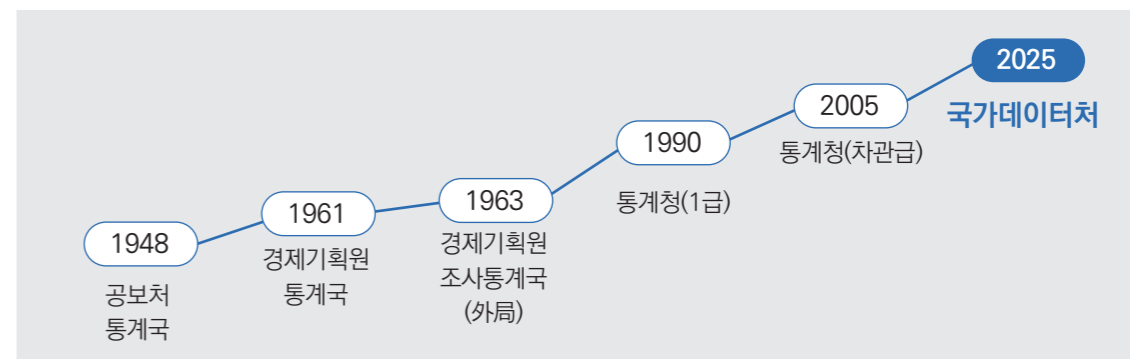 1948
공보처
통계국
1961
경제기획원
통계국
1963
경제기획원
조사통계국
(外局)
1990
통계청(1급)
2005
통계청(차관급)
2025
국가데이터처